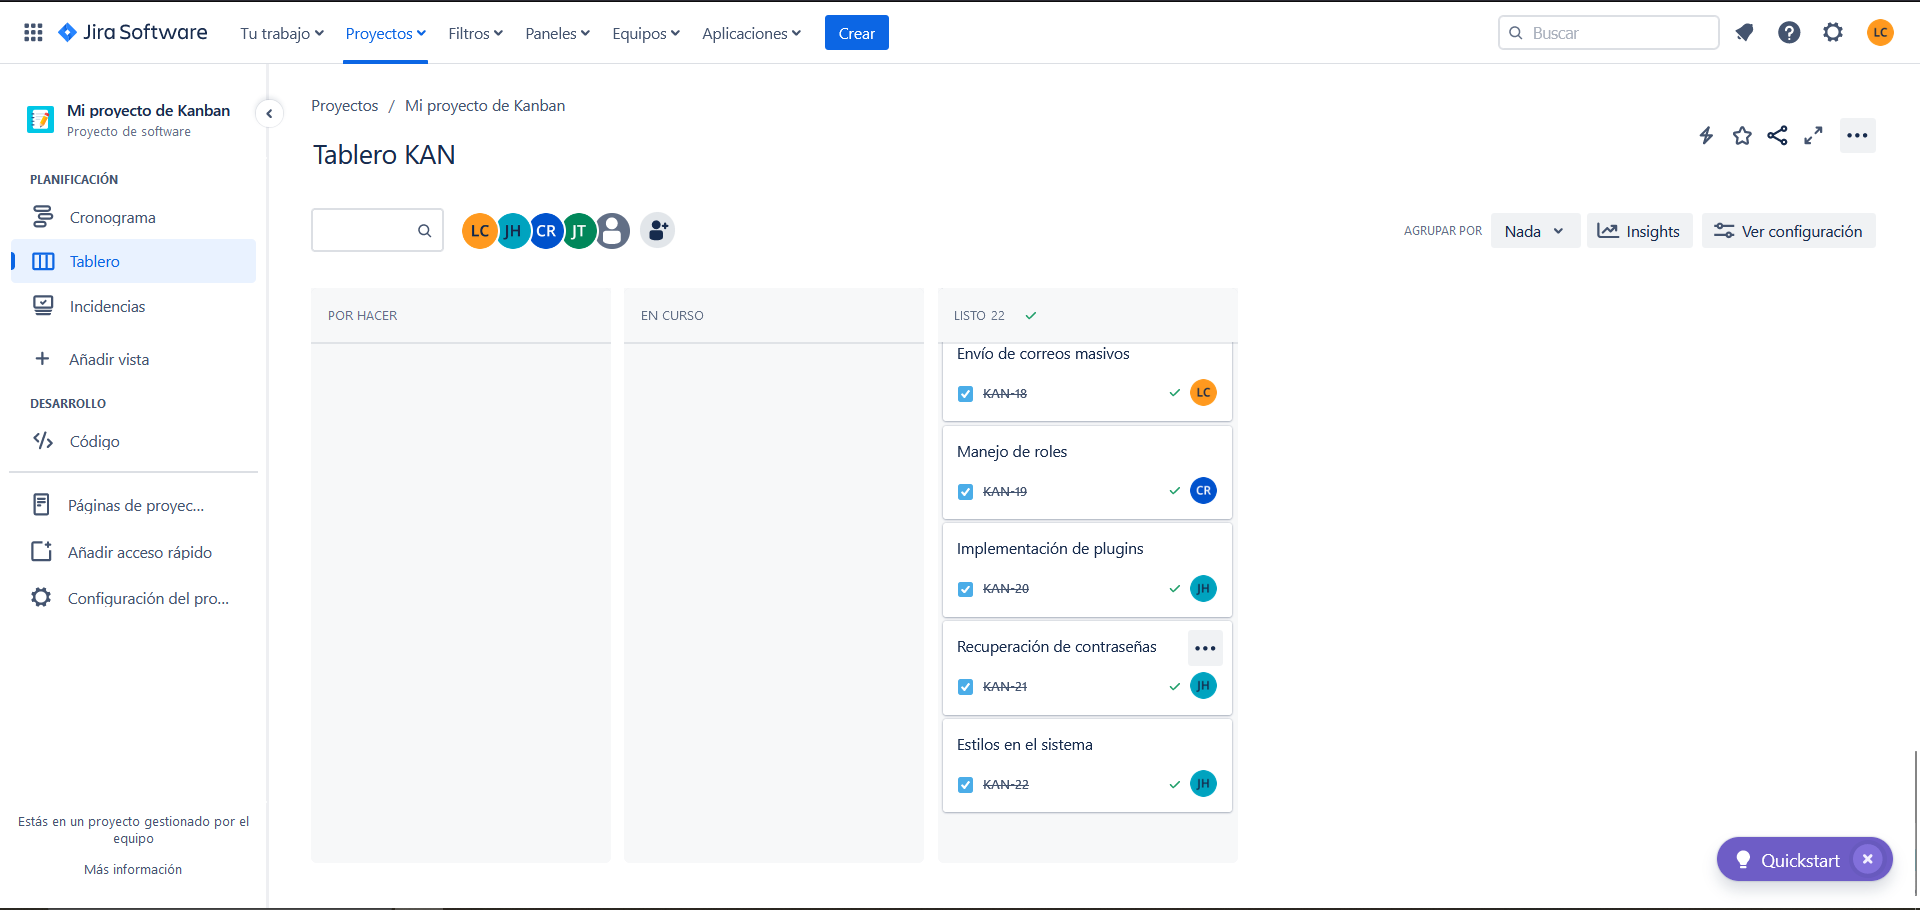 Jira Software
Tu trabajo
Proyectos
Filtros
Paneles
Equipos
Aplicaciones
Crear
Buscar
LC
Mi proyecto de Kanban
Proyecto de software
PLANIFICACIÓN
Cronograma
Tablero
Incidencias
Añadir vista
DESARROLLO
Código
Páginas de proyec...
Añadir acceso rápido
Configuración del pro...
Estás en un proyecto gestionado por el
equipo
Más información
Proyectos / Mi proyecto de Kanban
Tablero KAN
LC
JH
CR
JT
AGRUPAR POR
Nada
Insights
Ver configuración
POR HACER
EN CURSO
LISTO 22
Envío de correos masivos
KAN-18
LC
Manejo de roles
KAN-19
CR
Implementación de plugins
KAN-20
JH
Recuperación de contraseñas
KAN-21
JH
Estilos en el sistema
KAN-22
JH
Quickstart